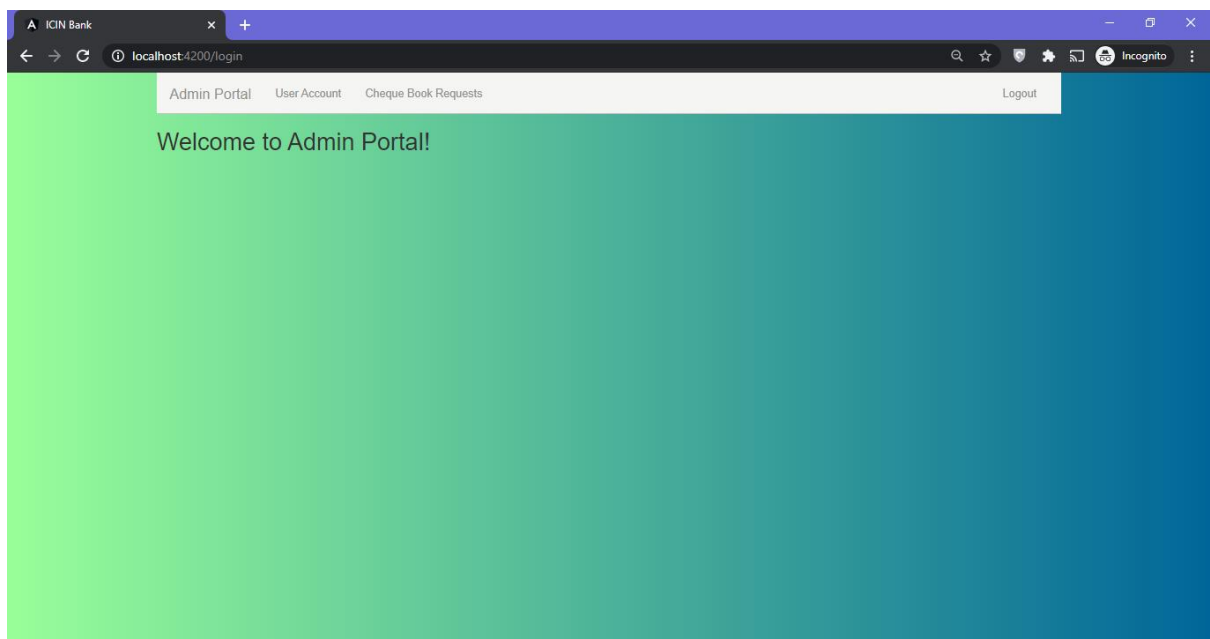 ICIN Bank
localhost:4200/login
Incognito
Admin Portal User Account Cheque Book Requests Logout
Welcome to Admin Portal!